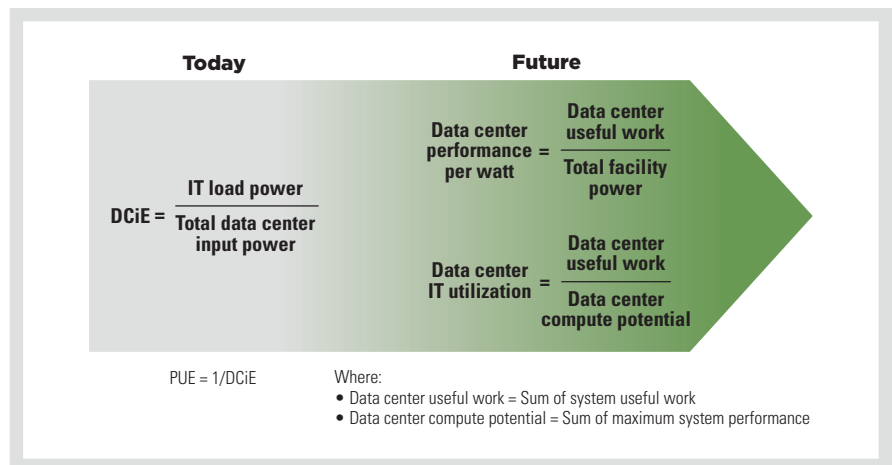 Today
Future
DCiE =
IT load power
Total data center
input power
Data center
performance
per watt
=
Data center
useful work
Total facility
power
Data center
IT utilization
=
Data center
useful work
Data center
compute potential
PUE = 1/DCiE
Where:
• Data center useful work = Sum of system useful work
• Data center compute potential = Sum of maximum system performance